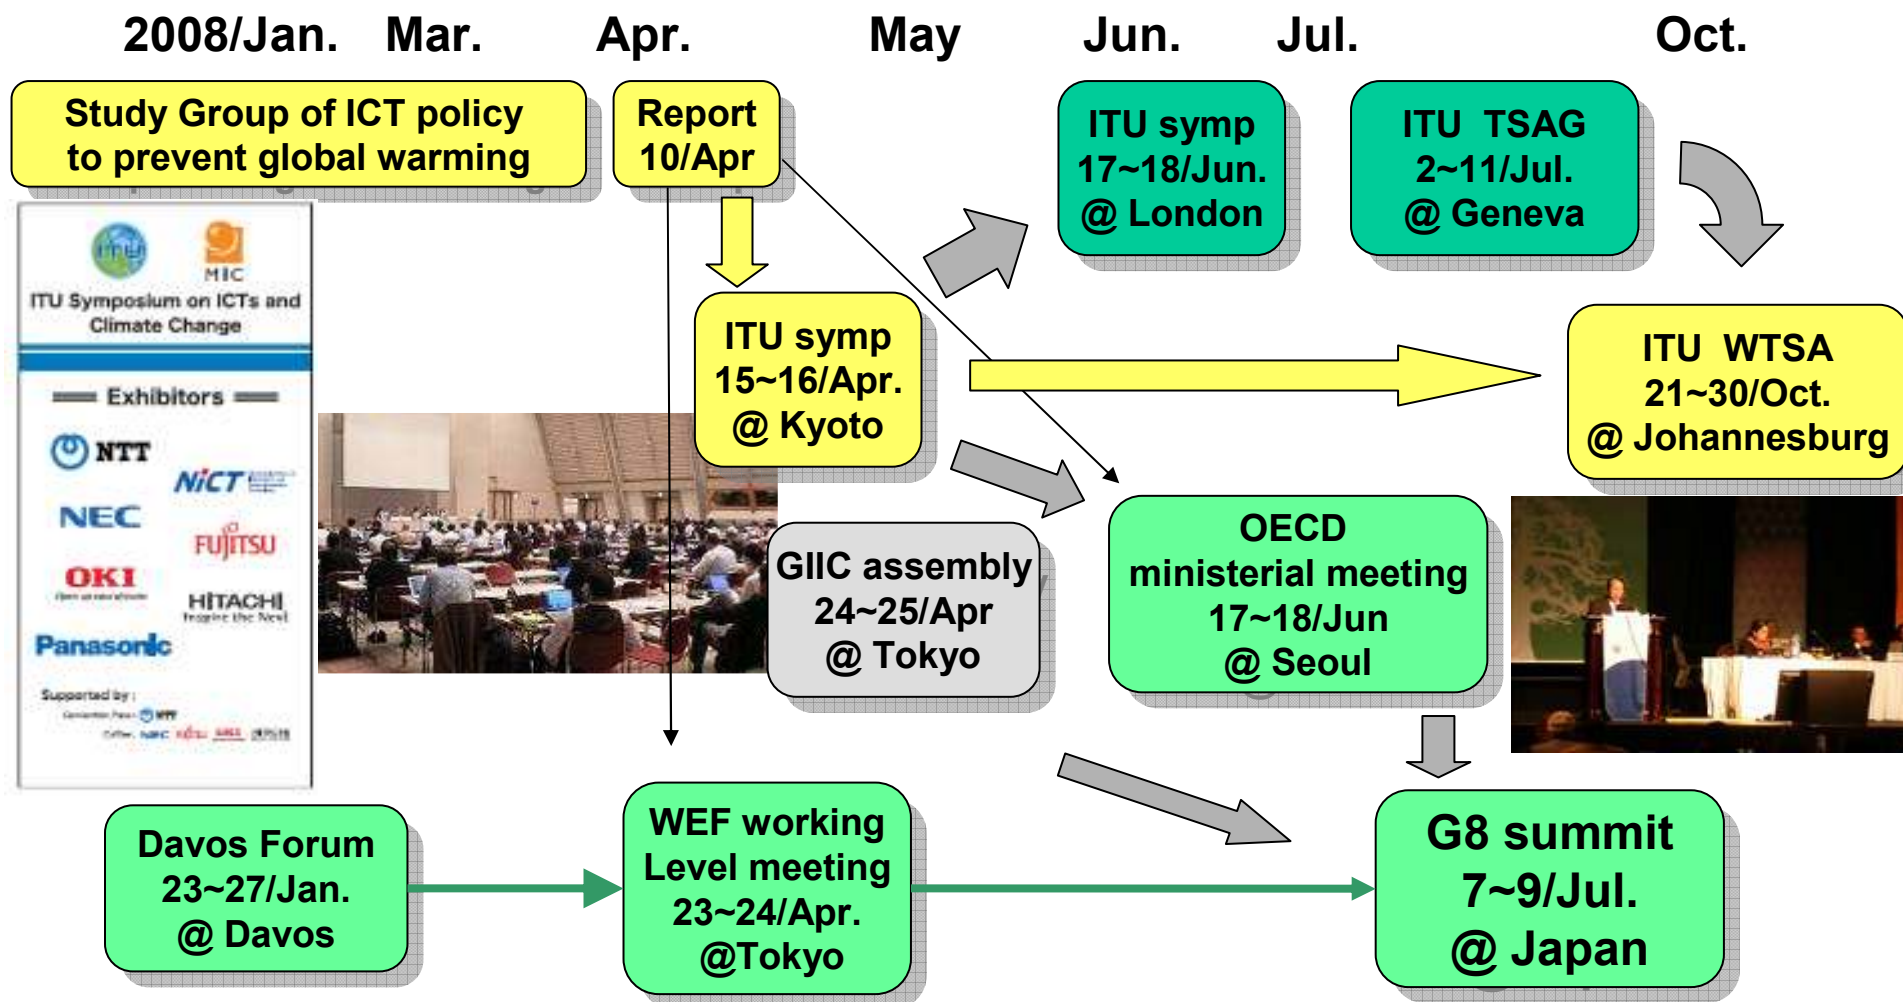 2008/Jan. Mar. Apr. May Jun. Jul. Oct.
Study Group of ICT policy
to prevent global warming
Report
10/Apr
ITU symp
17~18/Jun.
@ London
ITU TSAG
2~11/Jul.
@ Geneva
MIC
ITU Symposium on ICTs and
Climate Change
Exhibitors
NTT
NiCT
NEC
FUJITSU
OKI
HITACHI
Inspire the Next
Panasonic
Supported by :
NTT
NEC
ITU symp
15~16/Apr.
@ Kyoto
ITU WTSA
21~30/Oct.
@ Johannesburg
GIIC assembly
24~25/Apr
@ Tokyo
OECD
ministerial meeting
17~18/Jun
@ Seoul
Davos Forum
23~27/Jan.
@ Davos
WEF working
Level meeting
23~24/Apr.
@Tokyo
G8 summit
7~9/Jul.
@ Japan